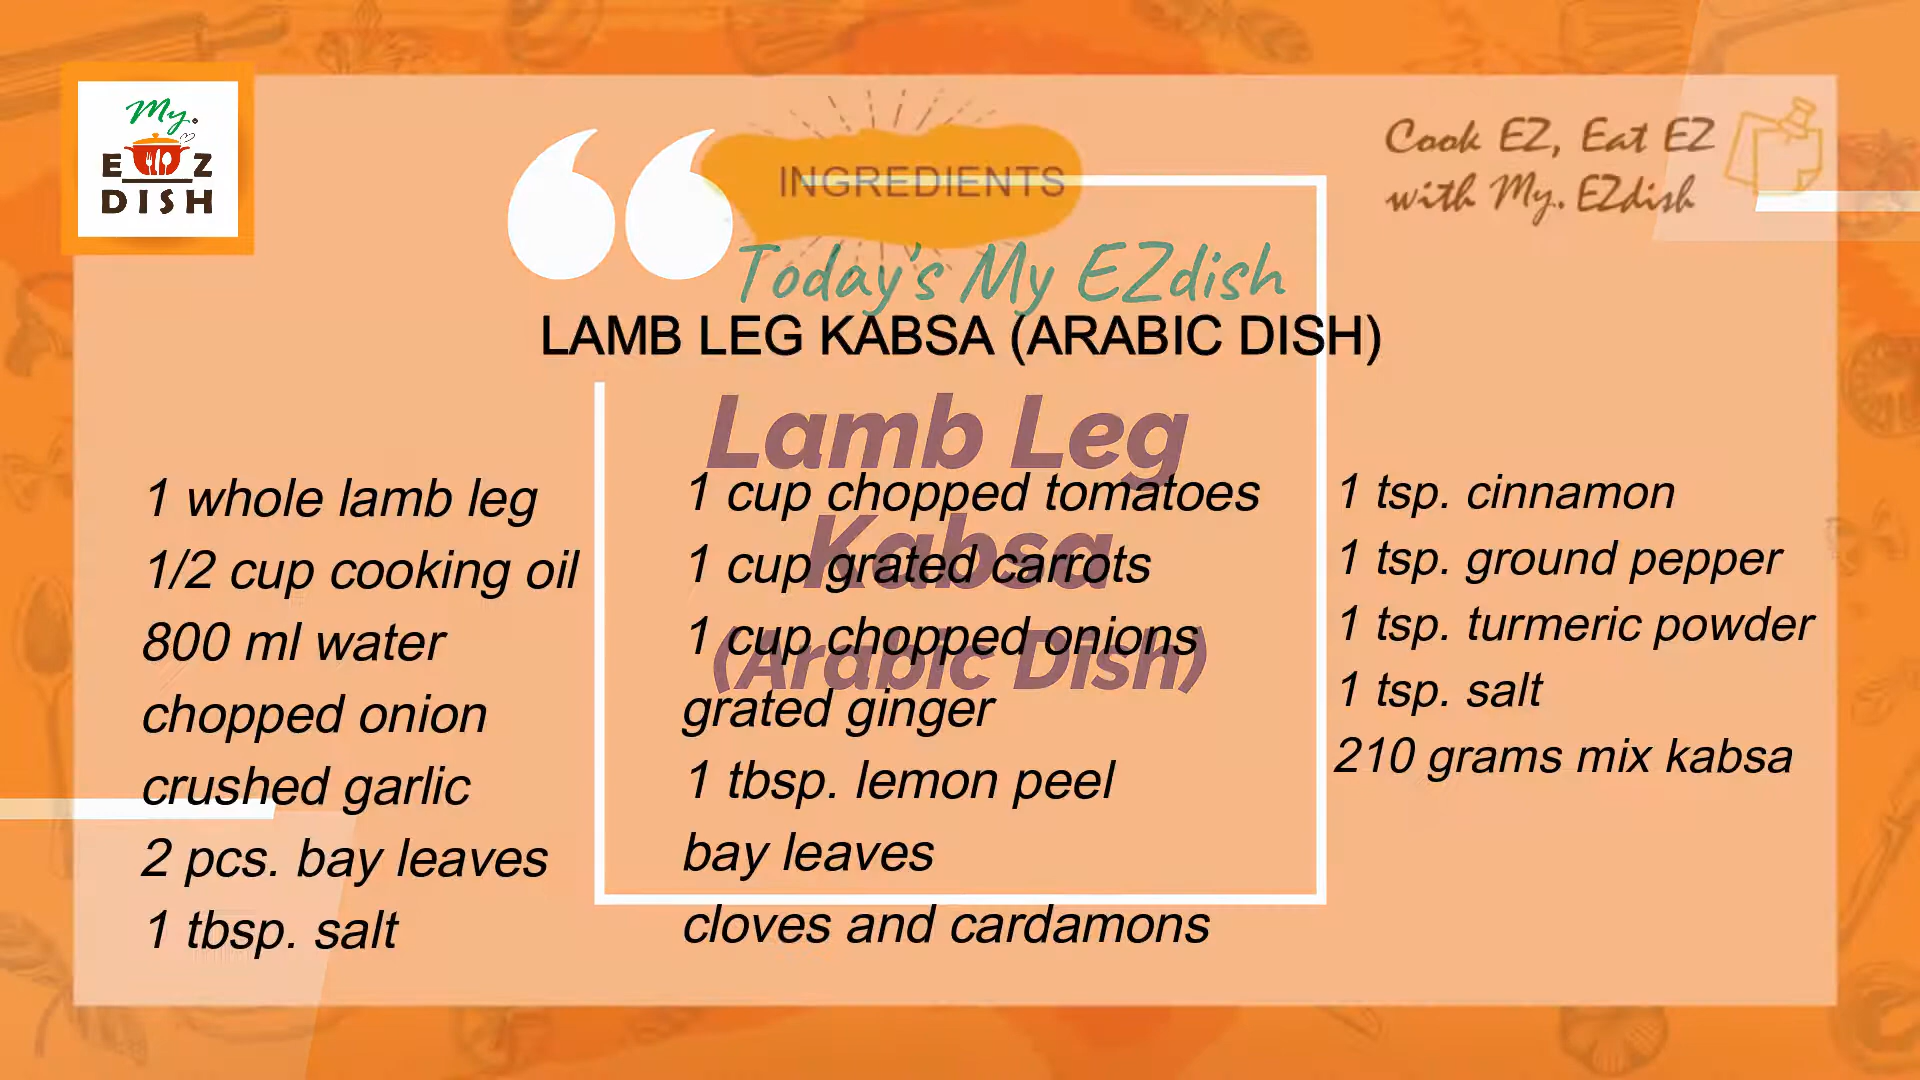 My.
E Z
DISH
INGREDIENTS
Cook EZ, Eat EZ
with My. EZdish
Today's My EZdish
LAMB LEG KABSA (ARABIC DISH)
Lamb Leg
Kabsa
(Arabic Dish)
1 whole lamb leg
1/2 cup cooking oil
800 ml water
chopped onion
crushed garlic
2 pcs. bay leaves
1 tbsp. salt
1 cup chopped tomatoes
1 cup grated carrots
1 cup chopped onions
grated ginger
1 tbsp. lemon peel
bay leaves
cloves and cardamons
1 tsp. cinnamon
1 tsp. ground pepper
1 tsp. turmeric powder
1 tsp. salt
210 grams mix kabsa